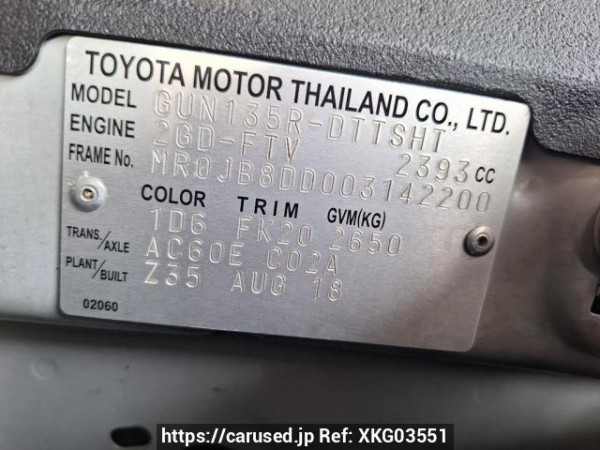 TOYOTA MOTOR THAILAND CO., LTD.
MODEL GUN135R-DTTSHT
ENGINE 2GD-FTV 2393 CC
FRAME No. MR0JB8DD003142200
COLOR TRIM GVM(KG)
1D6 FK20 2650
TRANS./AXLE AC60E C02A
PLANT/BUILT Z35 AUG 18
02060
https://carused.jp Ref: XKG03551